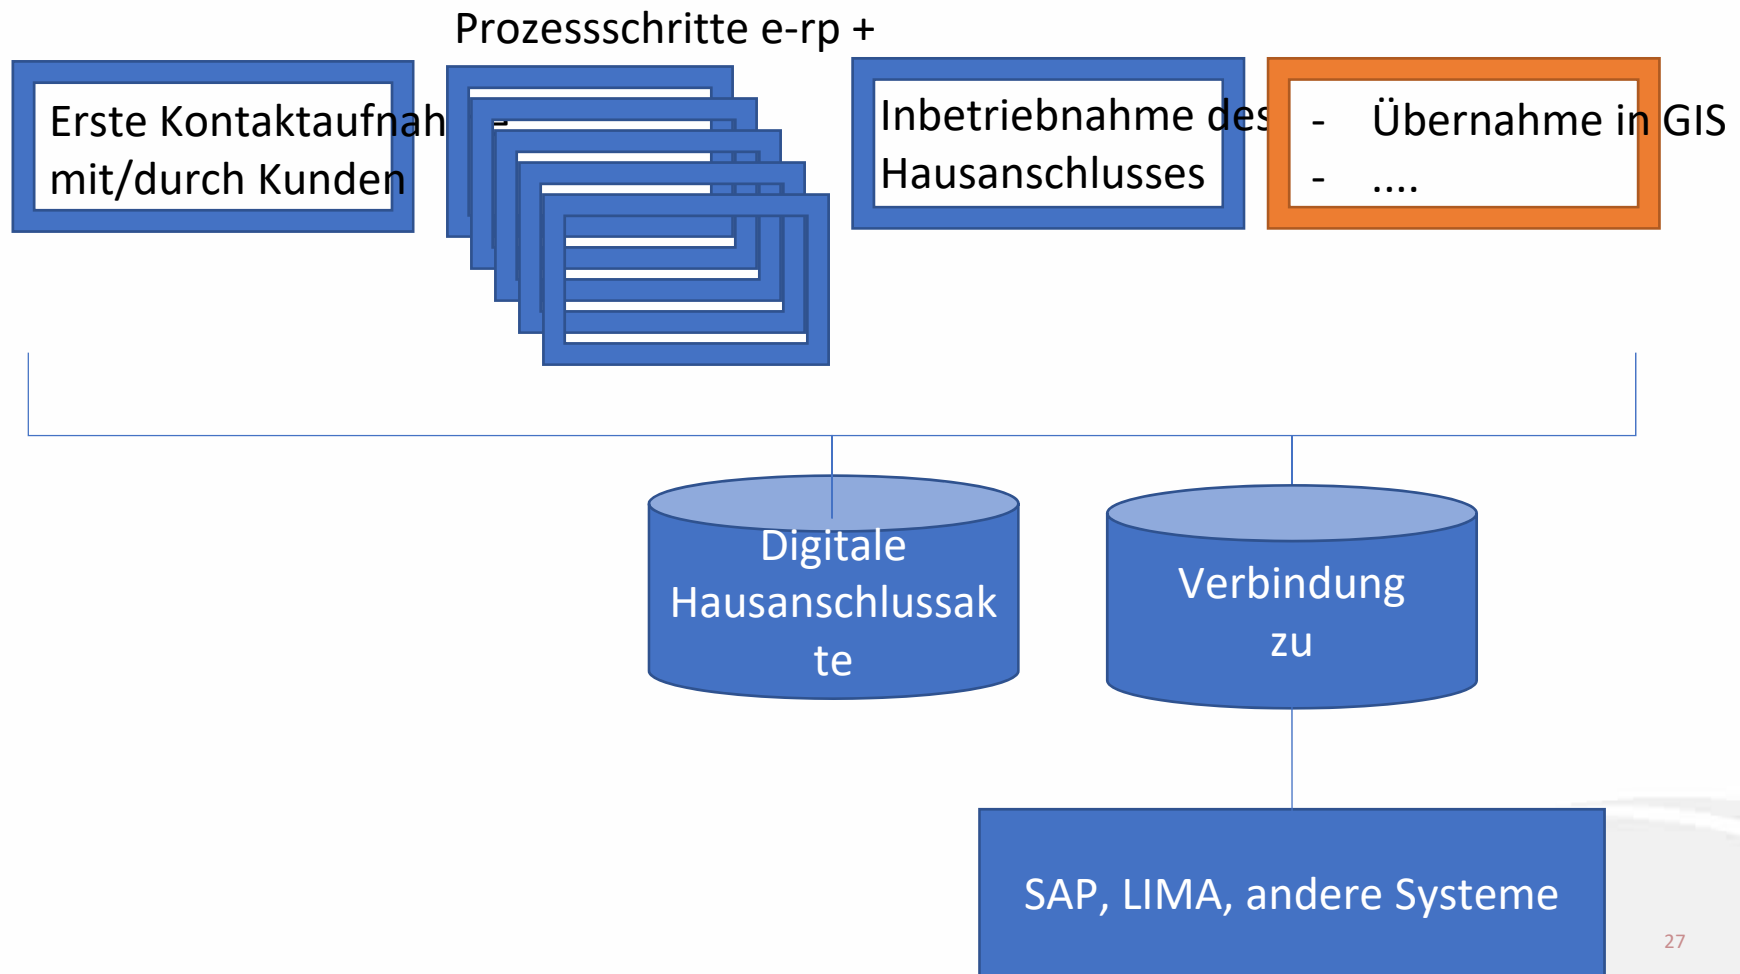 Prozessschritte e-rp +
Erste Kontaktaufnah
mit/durch Kunden
Inbetriebnahme des
Hausanschlusses
- Übernahme in GIS
- ....
Digitale
Hausanschlussak
te
Verbindung
zu
SAP, LIMA, andere Systeme
27